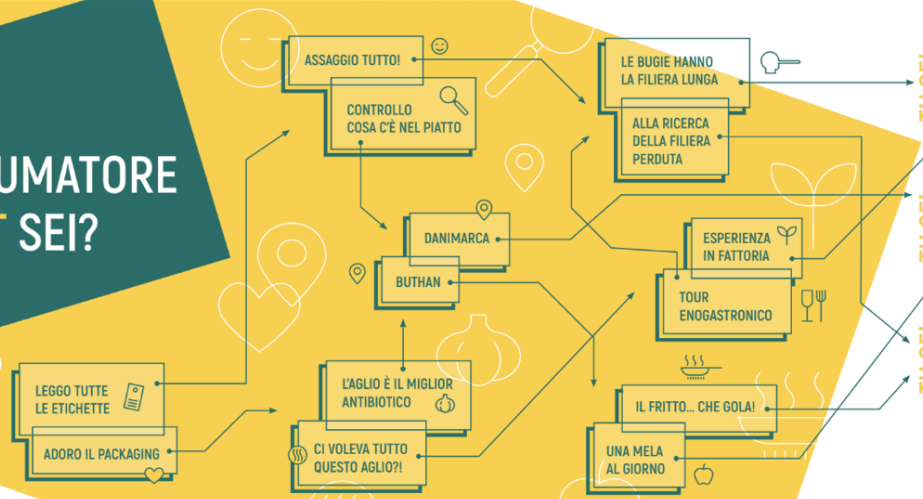 UMATORE
T SEI?
ASSAGGIO TUTTO!
CONTROLLO
COSA C'È NEL PIATTO
LE BUGIE HANNO
LA FILIERA LUNGA
ALLA RICERCA
DELLA FILIERA
PERDUTA
DANIMARCA
BUTHAN
ESPERIENZA
IN FATTORIA
TOUR
ENOGASTRONICO
LEGGO TUTTE
LE ETICHETTE
ADORO IL PACKAGING
L'AGLIO È IL MIGLIOR
ANTIBIOTICO
CI VOLEVA TUTTO
QUESTO AGLIO?!
IL FRITTO... CHE GOLA!
UNA MELA
AL GIORNO